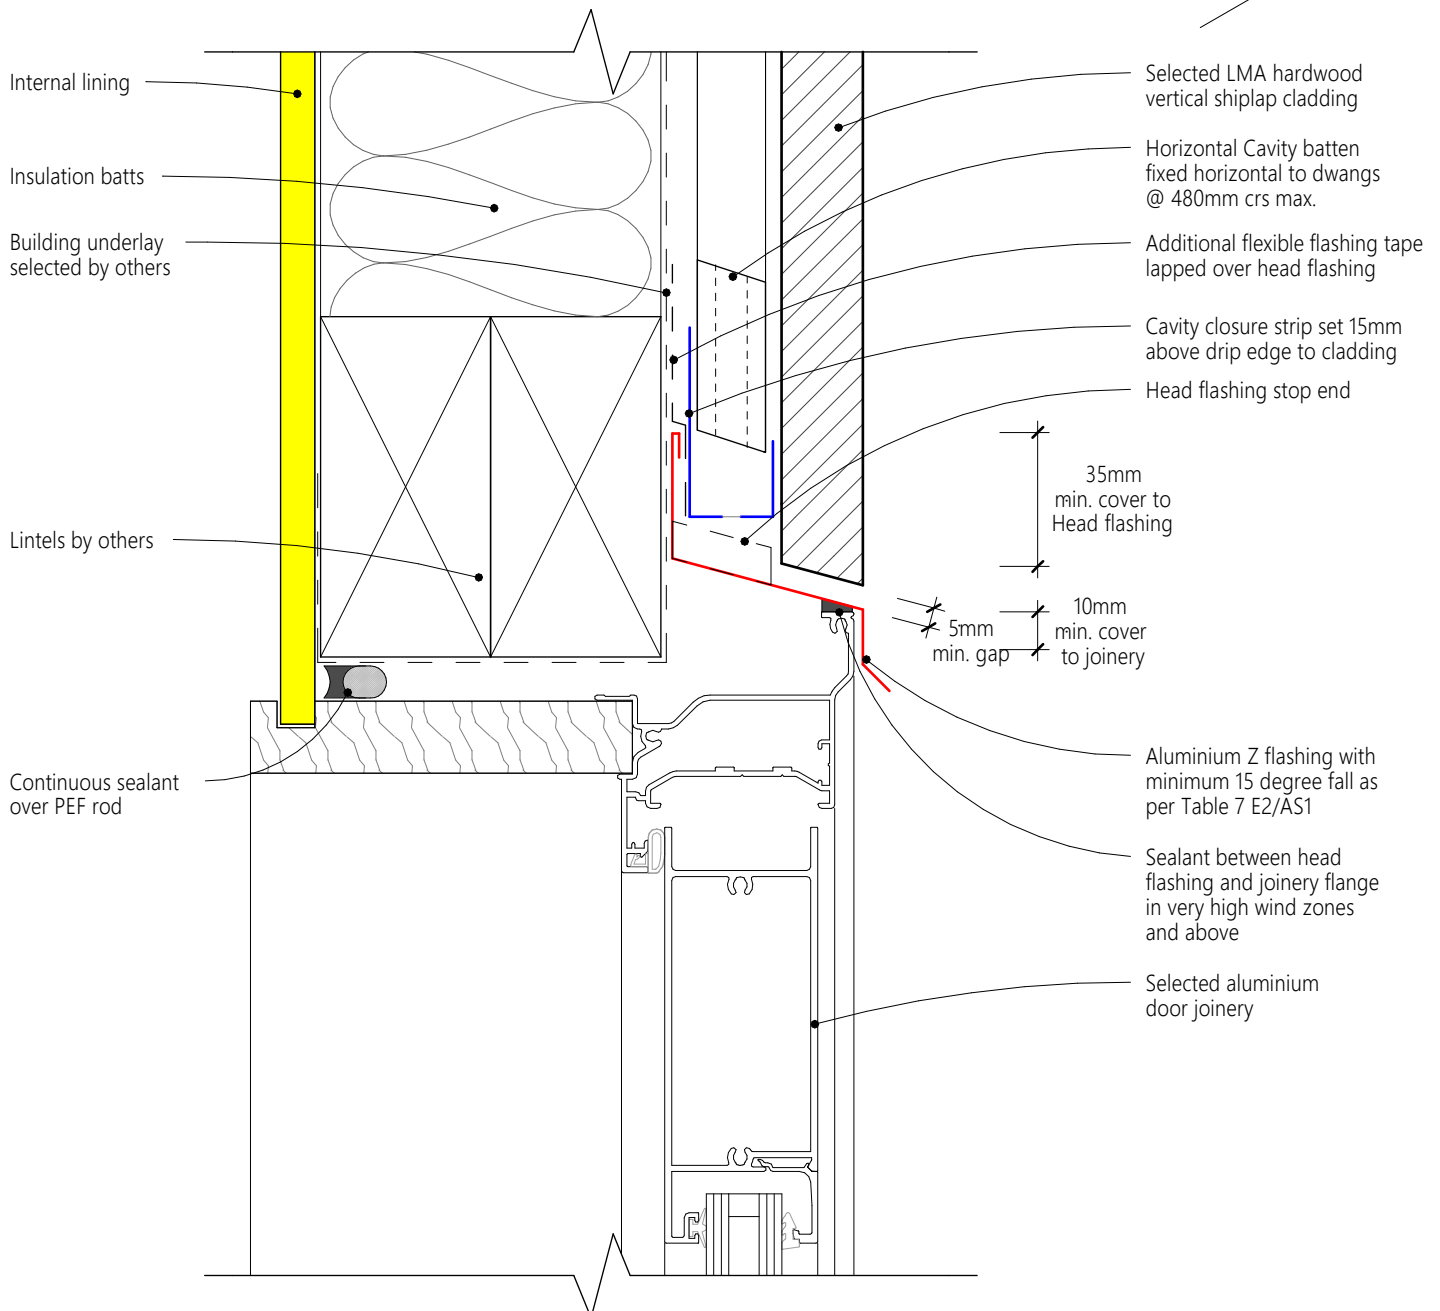 Internal lining
Insulation batts
Building underlay
selected by others
Lintels by others
Continuous sealant
over PEF rod
Selected LMA hardwood
vertical shiplap cladding
Horizontal Cavity batten
fixed horizontal to dwangs
@ 480mm crs max.
Additional flexible flashing tape
lapped over head flashing
Cavity closure strip set 15mm
above drip edge to cladding
Head flashing stop end
35mm
min. cover to
Head flashing
10mm
min. cover
to joinery
5mm
min. gap
Aluminium Z flashing with
minimum 15 degree fall as
per Table 7 E2/AS1
Sealant between head
flashing and joinery flange
in very high wind zones
and above
Selected aluminium
door joinery